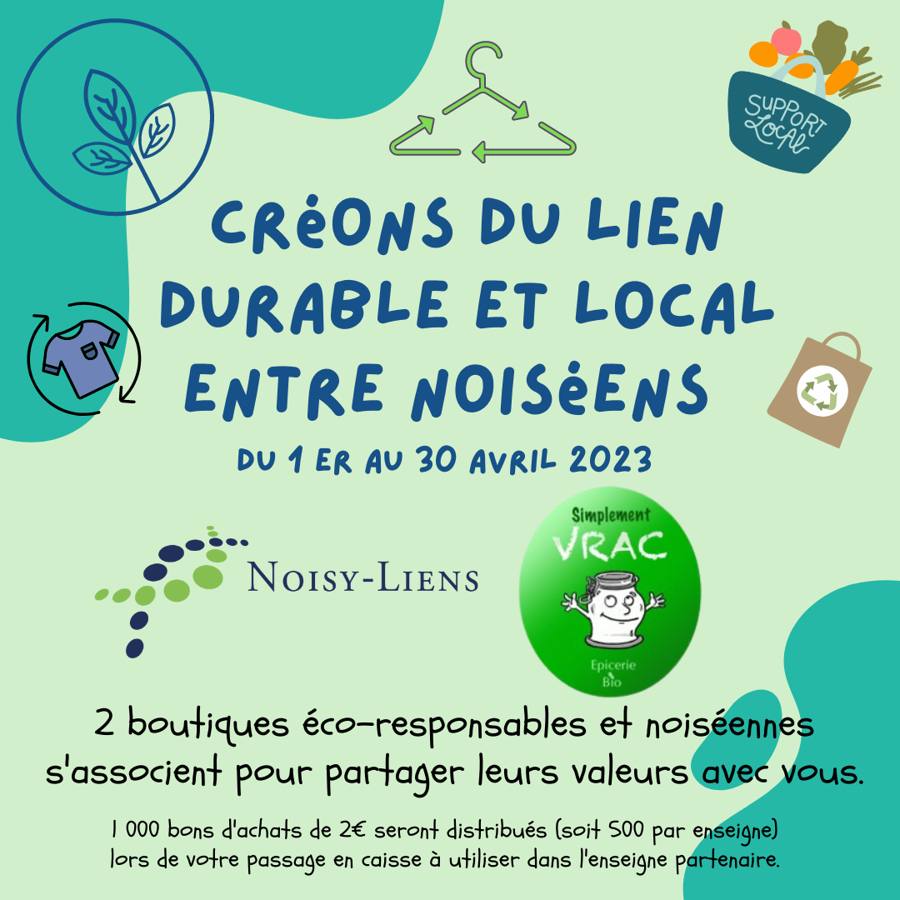 SUPPORT
LOCAL
CRéONS DU LIEN
DURABLE ET LOCAL
ENTRE NOISéENS
DU 1 ER AU 30 AVRIL 2023
NOISY-LIENS
Simplement
VRAC
Epicerie
Bio
2 boutiques éco-responsables et noiséennes
s'associent pour partager leurs valeurs avec vous.
1 000 bons d'achats de 2€ seront distribués (soit 500 par enseigne)
lors de votre passage en caisse à utiliser dans l'enseigne partenaire.